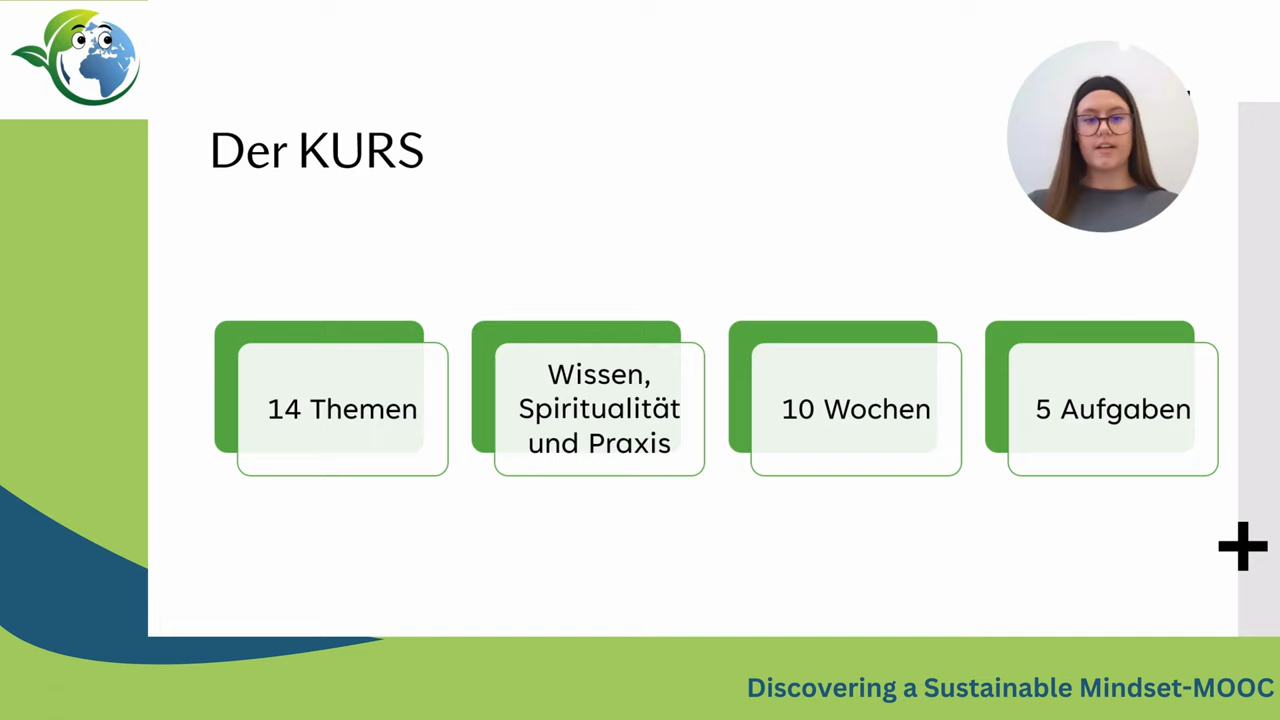 Der KURS
14 Themen
Wissen,
Spiritualität
und Praxis
10 Wochen
5 Aufgaben
Discovering a Sustainable Mindset-MOOC